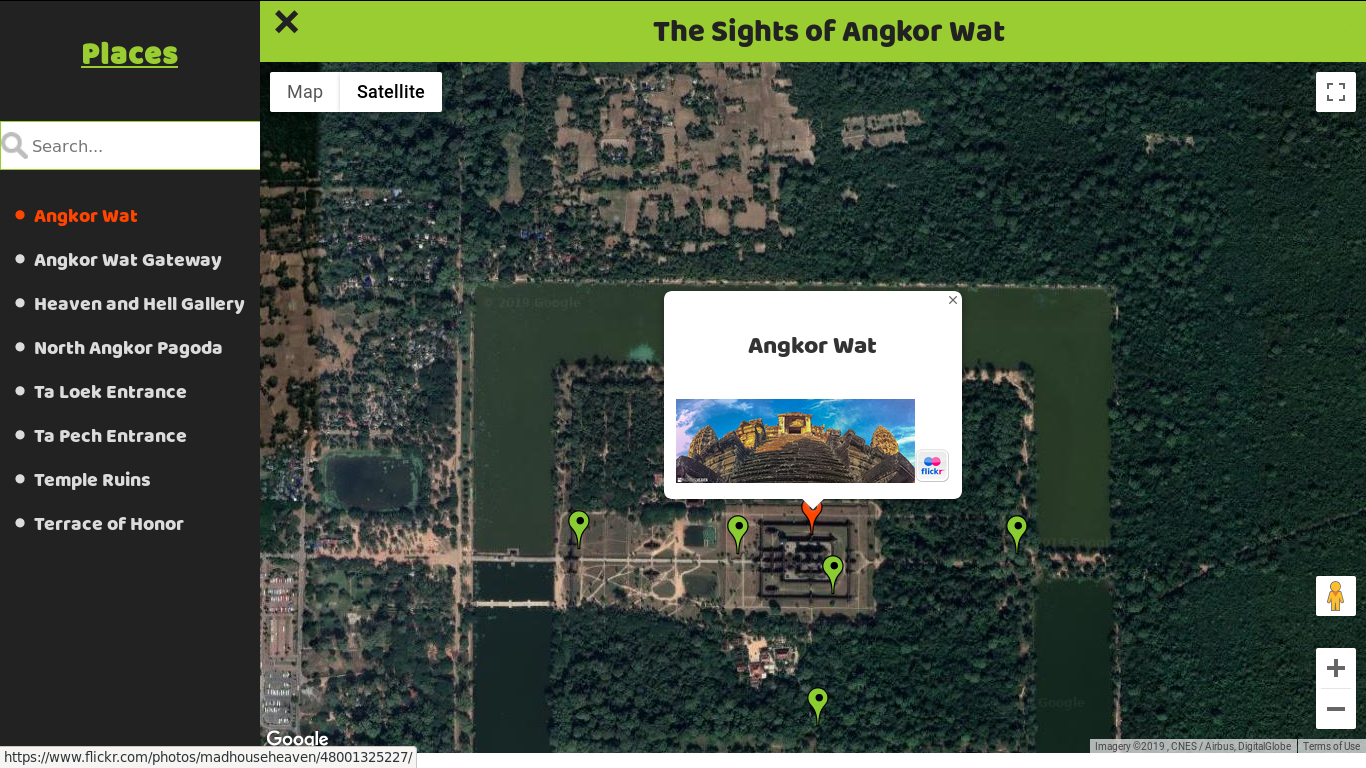 Places
Search...
Angkor Wat
Angkor Wat Gateway
Heaven and Hell Gallery
North Angkor Pagoda
Ta Loek Entrance
Ta Pech Entrance
Temple Ruins
Terrace of Honor
The Sights of Angkor Wat
Map Satellite
© 2019 Google
Angkor Wat
flickr
Google
Google
Imagery ©2019 , CNES / Airbus, DigitalGlobe Terms of Use
https://www.flickr.com/photos/madhouseheaven/48001325227/